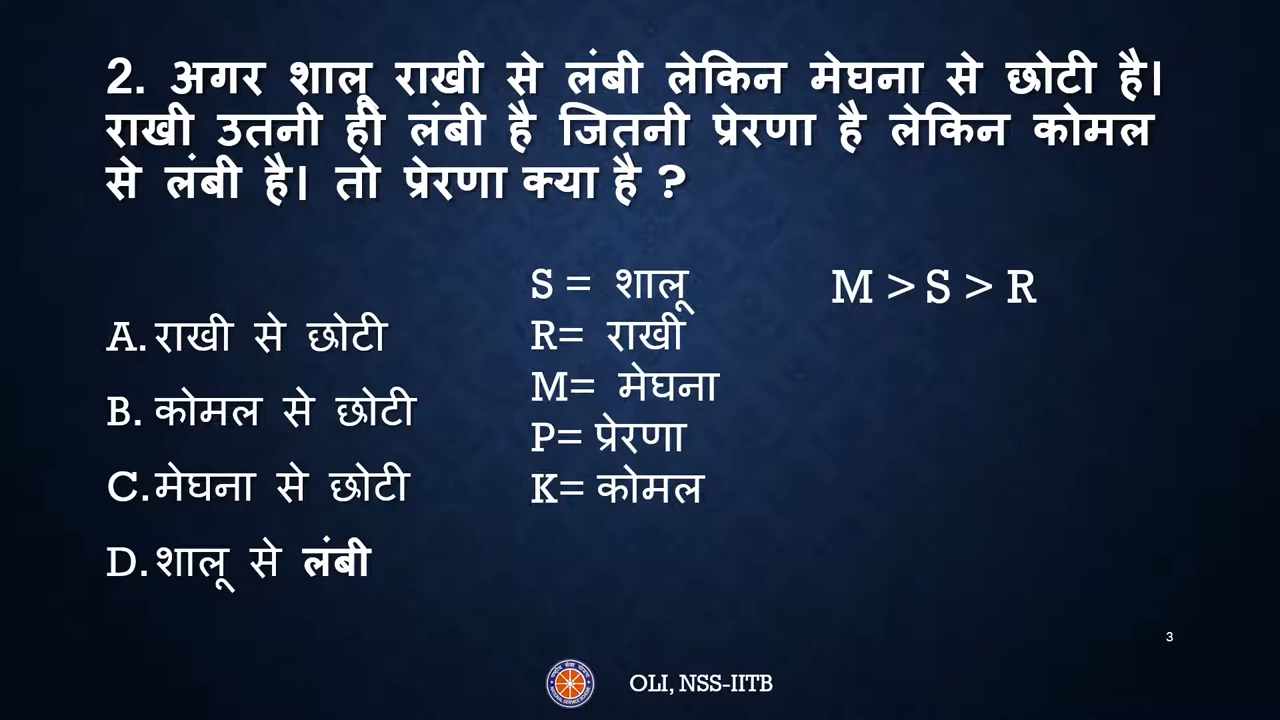 2. अगर शालू राखी से लंबी लेकिन मेघना से छोटी है।
राखी उतनी ही लंबी है जितनी प्रेरणा है लेकिन कोमल
से लंबी है। तो प्रेरणा क्या है ?
A. राखी से छोटी
B. कोमल से छोटी
C. मेघना से छोटी
D. शालू से लंबी
S = शालू
R= राखी
M= मेघना
P= प्रेरणा
K= कोमल
M > S > R
3
OLI, NSS-IITB